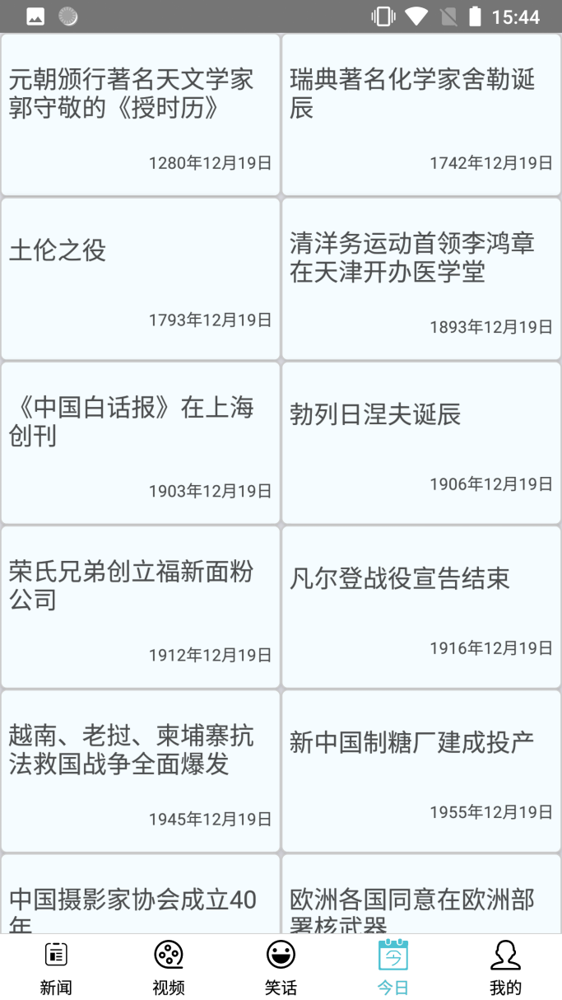 15:44
元朝颁行著名天文学家
郭守敬的《授时历》
1280年12月19日
瑞典著名化学家舍勒诞
辰
1742年12月19日
土伦之役
1793年12月19日
清洋务运动首领李鸿章
在天津开办医学堂
1893年12月19日
《中国白话报》在上海
创刊
1903年12月19日
勃列日涅夫诞辰
1906年12月19日
荣氏兄弟创立福新面粉
公司
1912年12月19日
凡尔登战役宣告结束
1916年12月19日
越南、老挝、柬埔寨抗
法救国战争全面爆发
1945年12月19日
新中国制糖厂建成投产
1955年12月19日
中国摄影家协会成立40
年
欧洲各国同意在欧洲部
署核武器
新闻
视频
笑话
今
今日
我的